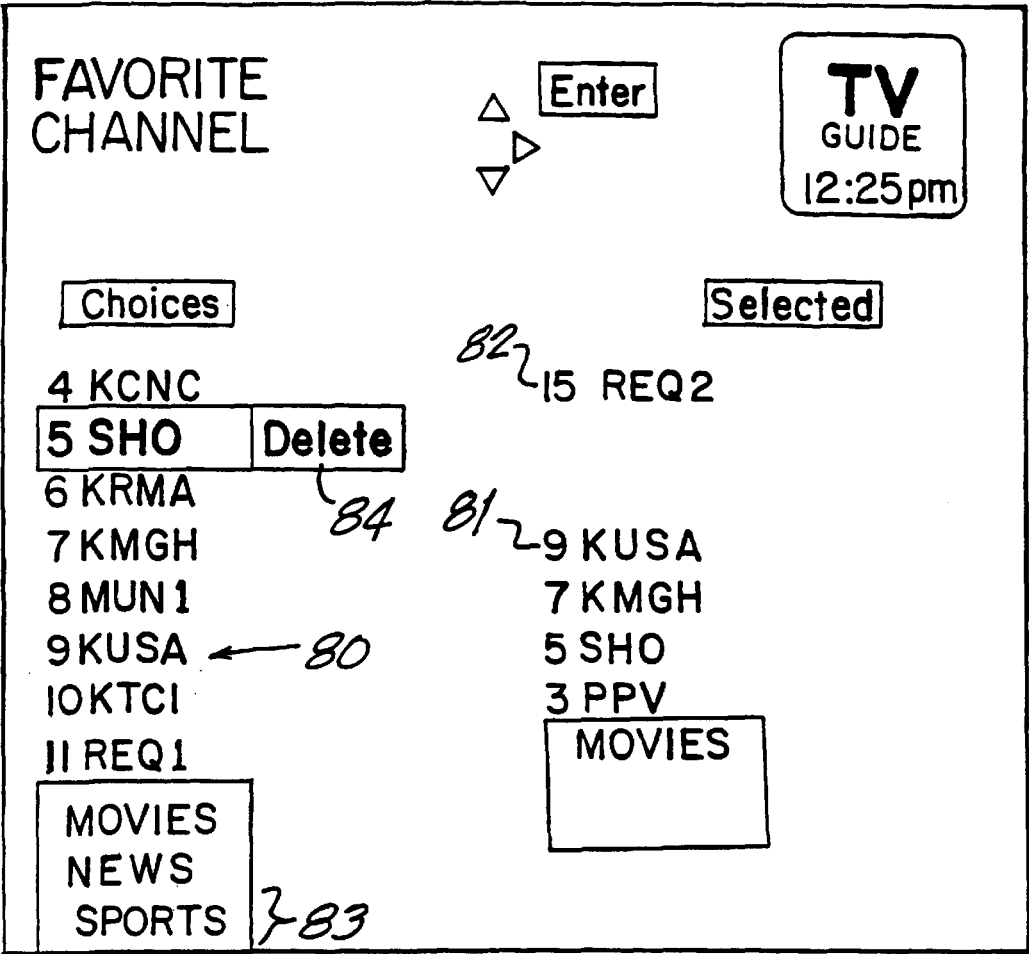 FAVORITE
CHANNEL
Enter
TV
GUIDE
12:25pm
Choices
Selected
4 KCNC
5 SHO Delete
6 KRMA
7 KMGH
8 MUN1
9 KUSA
10 KTCI
11 REQ1
MOVIES
NEWS
SPORTS
84
80
83
82
15 REQ2
81
9 KUSA
7 KMGH
5 SHO
3 PPV
MOVIES